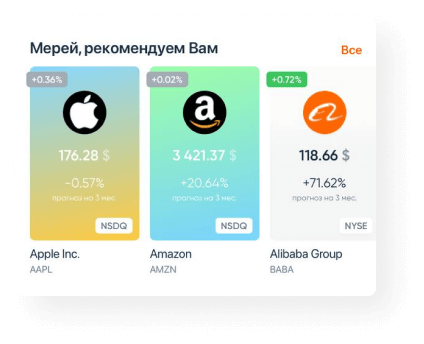 Мерей, рекомендуем Вам
Все
+0.36%
176.28 $
-0.57%
прогноз на 3 мес.
NSDQ
Apple Inc.
AAPL
+0.02%
a
3 421.37 $
+20.64%
прогноз на 3 мес.
NSDQ
Amazon
AMZN
+0.72%
118.66 $
+71.62%
прогноз на 3 мес.
NYSE
Alibaba Group
BABA